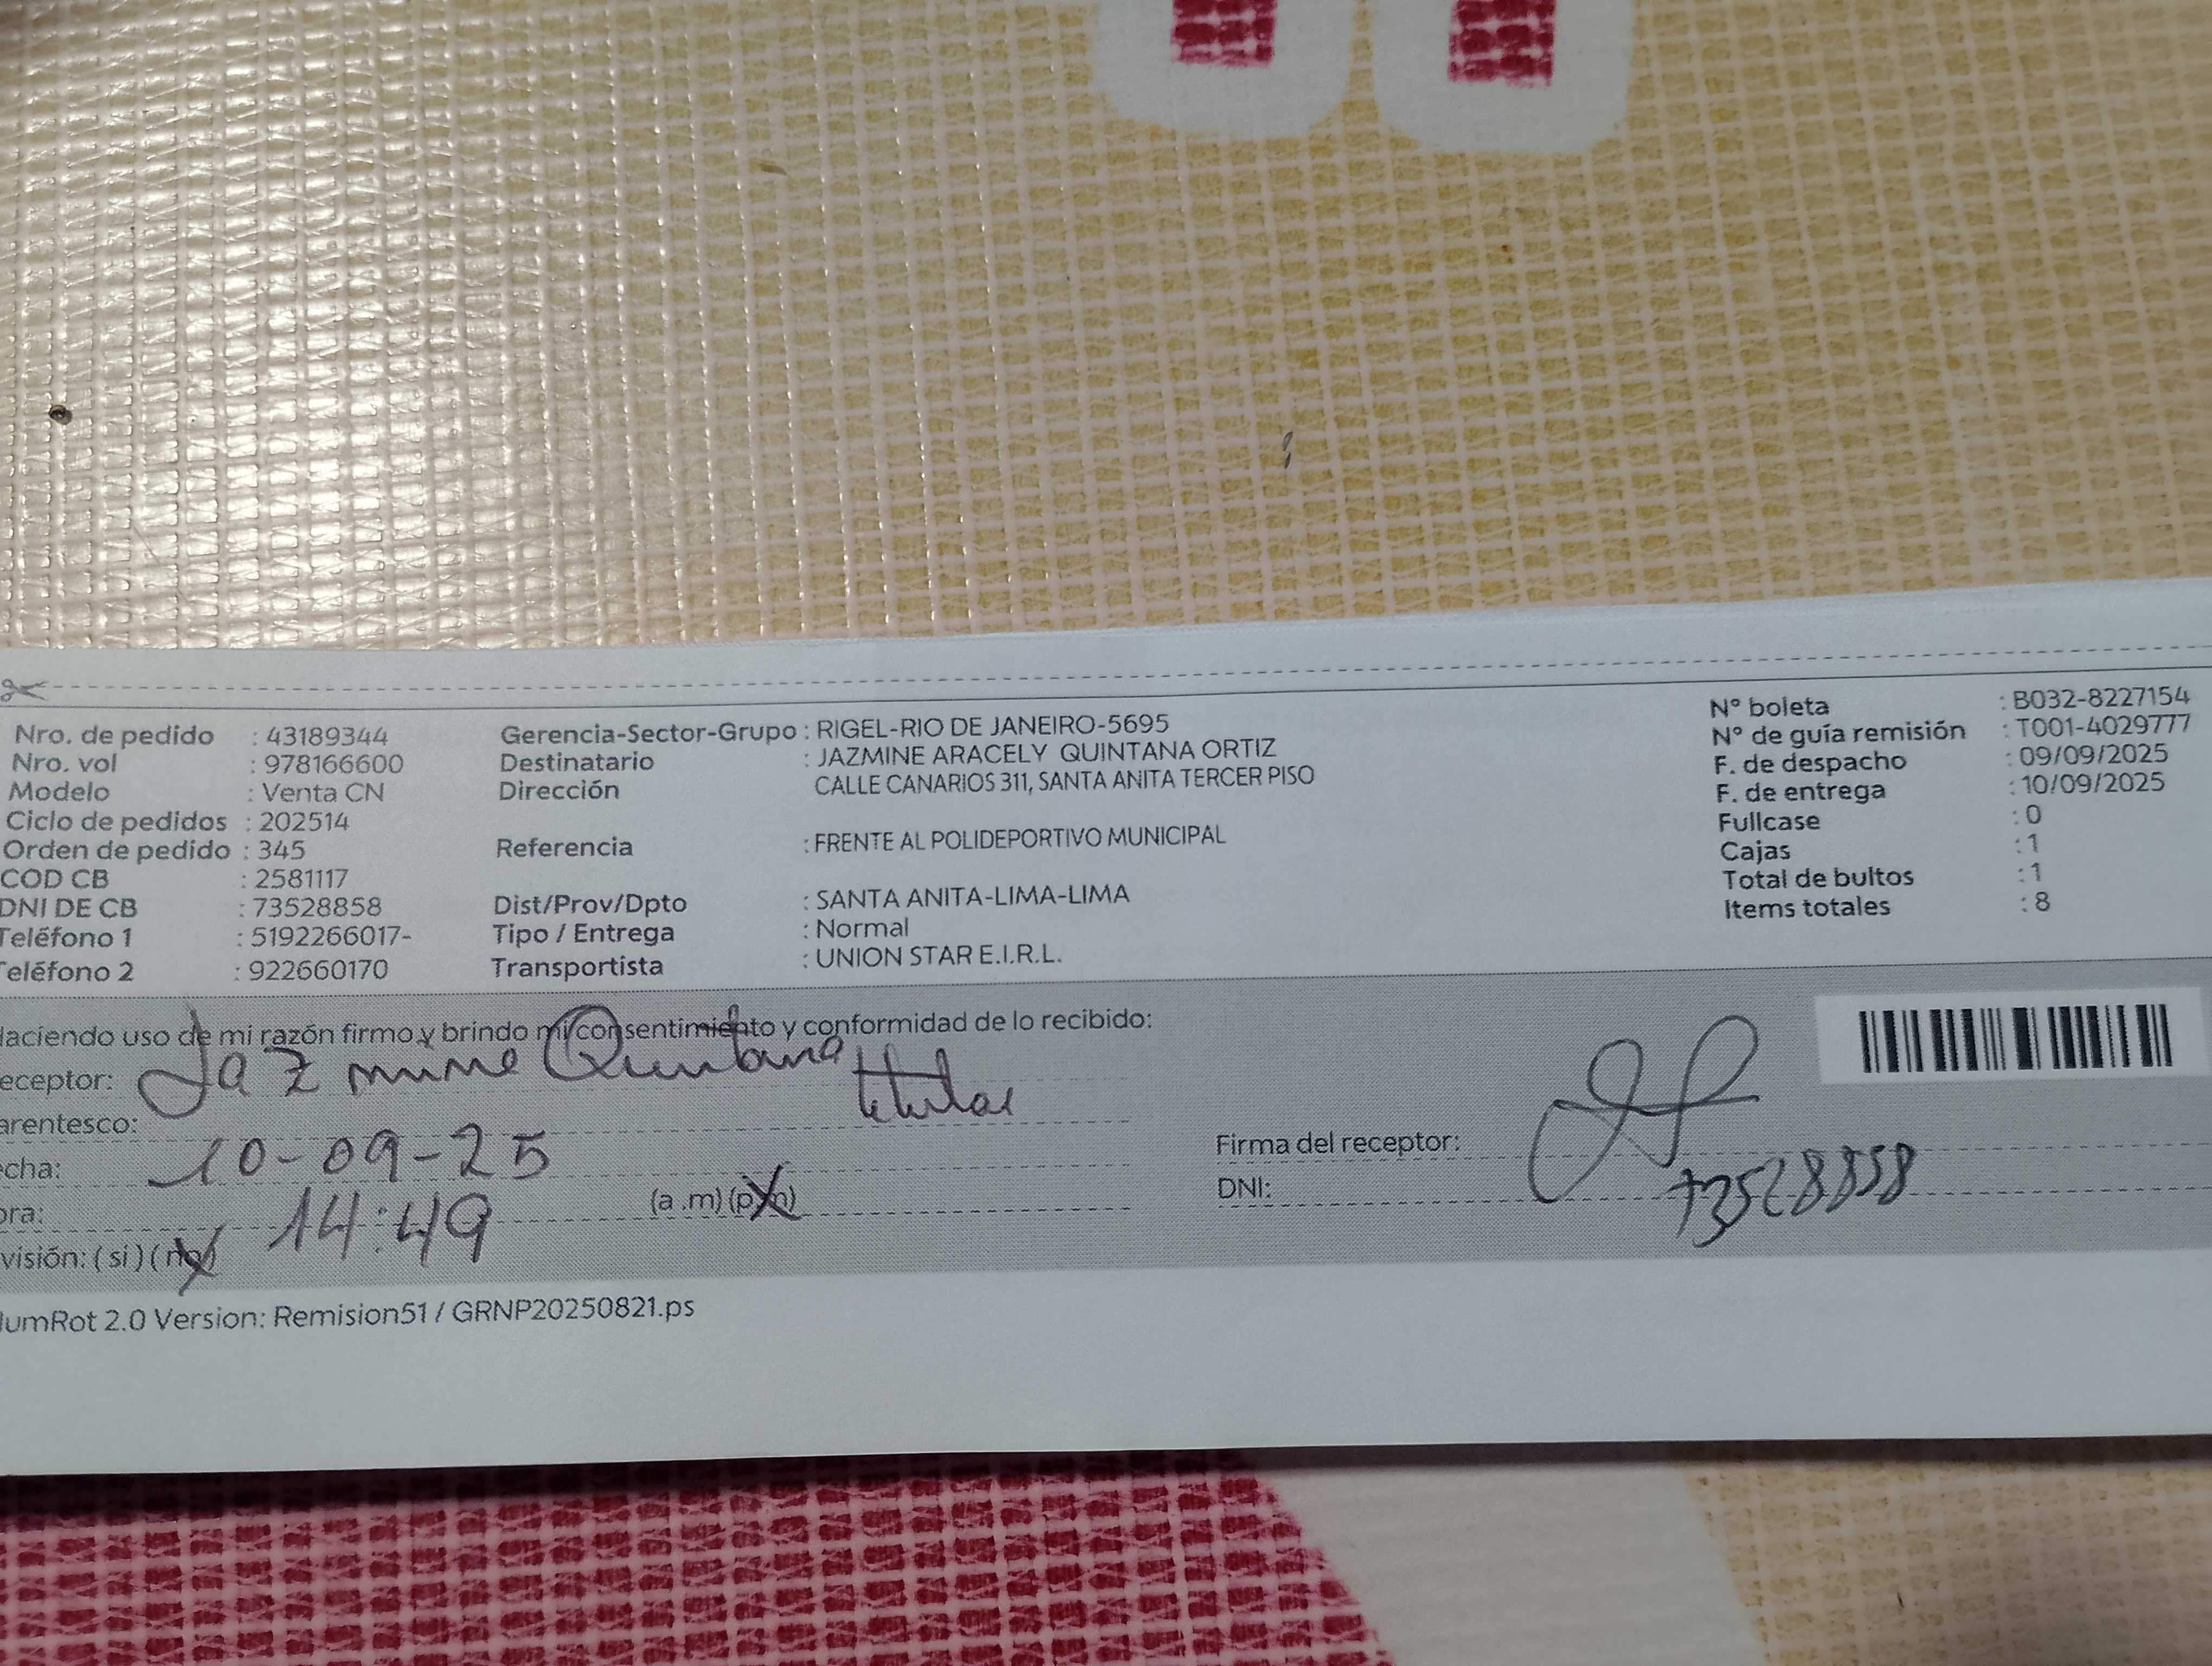 Nro. de pedido : 43189344
Nro. vol : 978166600
Modelo : Venta CN
Ciclo de pedidos : 202514
Orden de pedido : 345
COD CB : 2581117
DNI DE CB : 73528858
Teléfono 1 : 5192266017-
Teléfono 2 : 922660170
Gerencia-Sector-Grupo : RIGEL-RIO DE JANEIRO-5695
Destinatario : JAZMINE ARACELY QUINTANA ORTIZ
Dirección CALLE CANARIOS 311, SANTA ANITA TERCER PISO
Referencia : FRENTE AL POLIDEPORTIVO MUNICIPAL
Dist/Prov/Dpto : SANTA ANITA-LIMA-LIMA
Tipo / Entrega : Normal
Transportista : UNION STAR E.I.R.L.
N° boleta : B032-8227154
N° de guía remisión : T001-4029777
F. de despacho : 09/09/2025
F. de entrega : 10/09/2025
Fullcase : 0
Cajas : 1
Total de bultos : 1
Items totales : 8
Haciendo uso de mi razón firmo y brindo mi consentimiento y conformidad de lo recibido:
eceptor: Jazmine Quintana
arentesco: titular
cha: 10-09-25
ora: 14:49 (a .m) (p.m)
visión: ( si ) ( no )
Firma del receptor:
DNI: 73528858
umRot 2.0 Version: Remision51 / GRNP20250821.ps